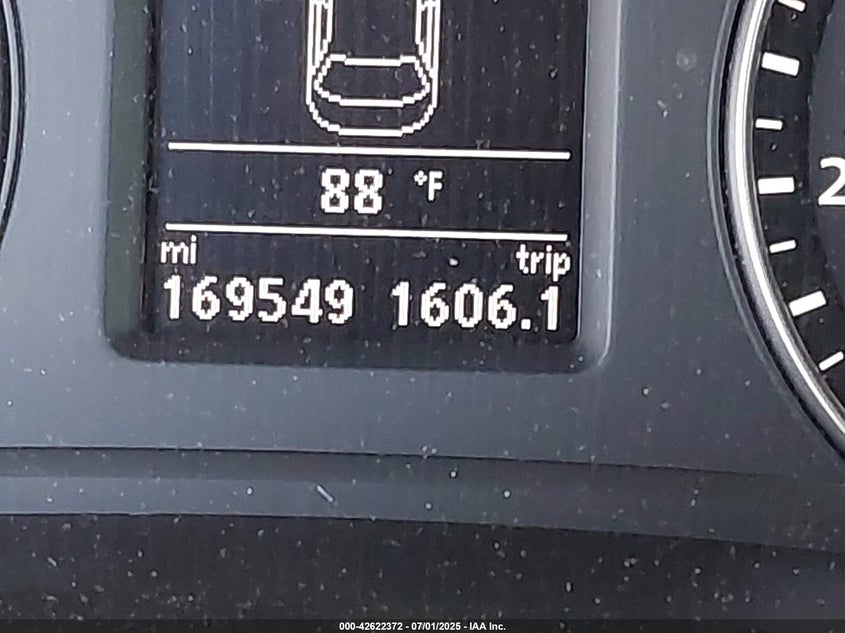 88 °F
mi trip
169549 1606.1
2
000-42622372 - 07/01/2025 - IAA Inc.